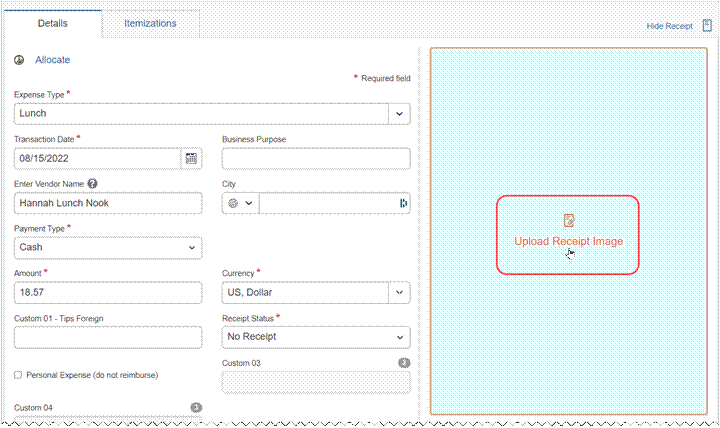 Details
Itemizations
Hide Receipt
Allocate
* Required field
Expense Type *
Lunch
Transaction Date *
Business Purpose
08/15/2022
Enter Vendor Name ?
City
Hannah Lunch Nook
Payment Type *
Cash
Amount *
Currency *
18.57
US, Dollar
Custom 01 - Tips Foreign
Receipt Status *
No Receipt
Personal Expense (do not reimburse)
Custom 03
Custom 04
Upload Receipt Image